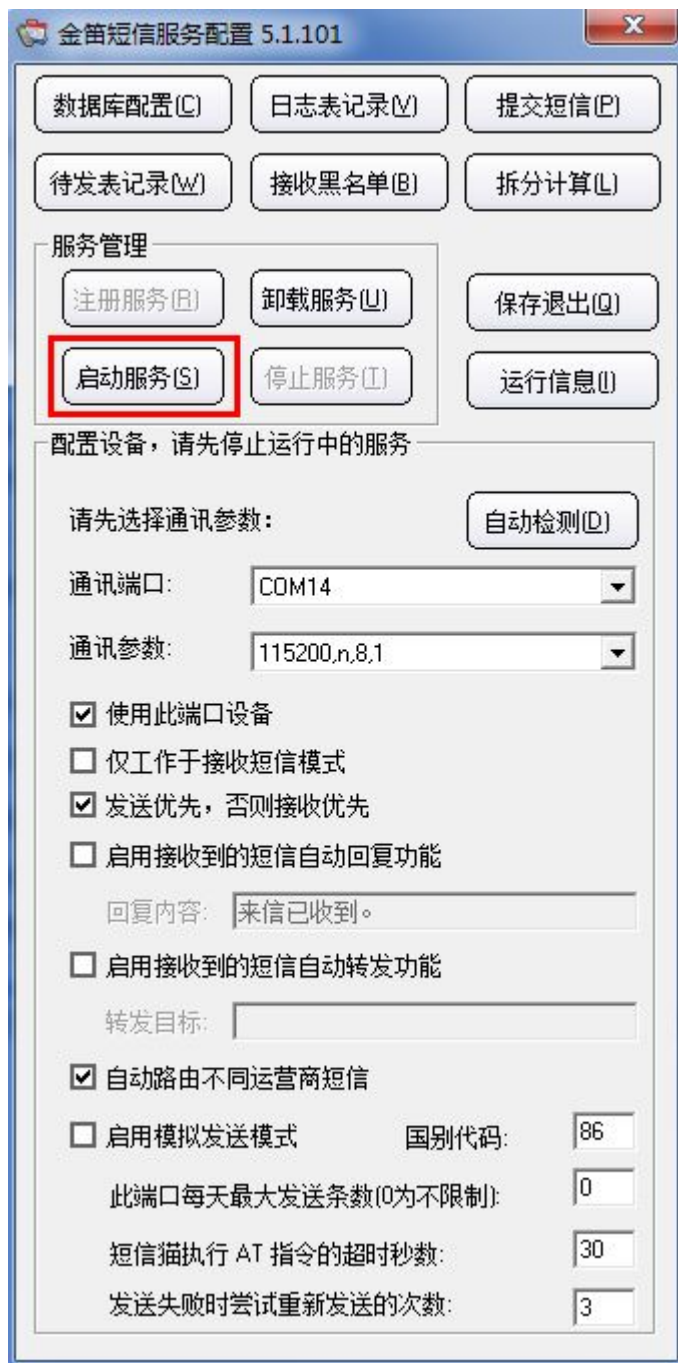 金笛短信服务配置 5.1.101
数据库配置(C) 日志表记录(V) 提交短信(P)
待发表记录(W) 接收黑名单(B) 拆分计算(L)
服务管理
注册服务(R) 卸载服务(U) 保存退出(Q)
启动服务(S) 停止服务(T) 运行信息(I)
配置设备，请先停止运行中的服务
请先选择通讯参数： 自动检测(D)
通讯端口: COM14
通讯参数: 115200,n,8,1
使用此端口设备
仅工作于接收短信模式
发送优先，否则接收优先
启用接收到的短信自动回复功能
回复内容: 来信已收到。
启用接收到的短信自动转发功能
转发目标:
自动路由不同运营商短信
启用模拟发送模式 国别代码: 86
此端口每天最大发送条数(0为不限制): 0
短信猫执行 AT 指令的超时秒数: 30
发送失败时尝试重新发送的次数: 3